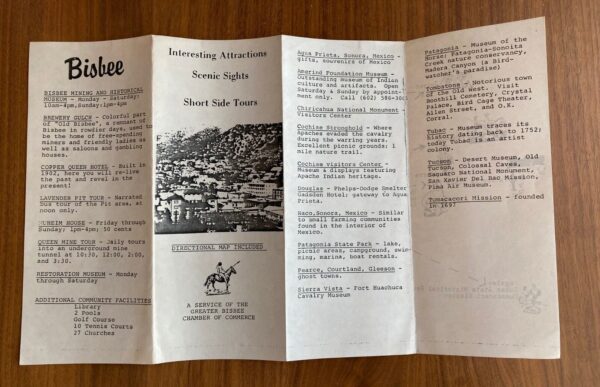 Bisbee
BISBEE MINING AND HISTORICAL
MUSEUM - Monday - Saturday;
10am-4pm, Sunday:1pm-4pm
BREWERY GULCH - Colorful part
of "Old Bisbee", a remnant of
Bisbee in rowdier days, used to
be the home of free-spending
miners and friendly ladies as
well as saloons and gambling
houses.
COPPER QUEEN HOTEL - Built in
1902, here you will re-live
the past and revel in the
present!
LAVENDER PIT TOUR - Narrated
bus tour of the Pit area, at
noon only.
MUHEIM HOUSE - Friday through
Sunday; 1pm-4pm; 50 cents
QUEEN MINE TOUR - Daily tours
into an underground mine
tunnel at 10:30, 12:00, 2:00,
and 3:30.
RESTORATION MUSEUM - Monday
through Saturday
ADDITIONAL COMMUNITY FACILITIES
Library
2 Pools
Golf Course
10 Tennis Courts
27 Churches
Interesting Attractions
Scenic Sights
Short Side Tours
DIRECTIONAL MAP INCLUDED
A SERVICE OF THE
GREATER BISBEE
CHAMBER OF COMMERCE
Agua Prieta, Sonora, Mexico -
gifts, souvenirs of Mexico
Amerind Foundation Museum -
Outstanding museum of Indian
culture and artifacts. Open
Saturday & Sunday by appoint-
ment only. Call (602)
Chiricahua National Monument -
Visitors Center
Cochise Stronghold - Where
Apaches evaded the cavalry
during the warring years.
Excellent picnic grounds;
mile nature trail.
Cochise Visitors Center -
Museum & displays featuring
Apache Indian heritage.
Douglas - Phelps-Dodge Smelter
Gadsden Hotel: gateway to Agua
Prieta.
Naco, Sonora, Mexico - Similar
to small farming communities
found in the interior of
Mexico.
Patagonia State Park - lake,
picnic areas, campground, swim-
ming, marina, boat rentals.
Pearce, Courtland, Gleeson -
ghost towns.
Sierra Vista - Fort Huachuca
Cavalry Museum
Patagonia - Museum of the
Horse; Patagonia-Sonoita
Creek nature conservancy,
Madera Canyon (a Bird-
watcher's paradise)
Tombstone - Notorious town
of the Old West. Visit
Boothill Cemetery, Crystal
Palace, Bird Cage Theater,
Allen Street, and O.K.
Corral.
Tubac - Museum traces its
history dating back to 1752;
today Tubac is an artist
colony.
Tucson - Desert Museum, Old
Tucson, Colossal Caves,
Saguaro National Monument,
San Xavier Del Bac Mission,
Pima Air Museum.
Tumacacori Mission - founded
in 1697